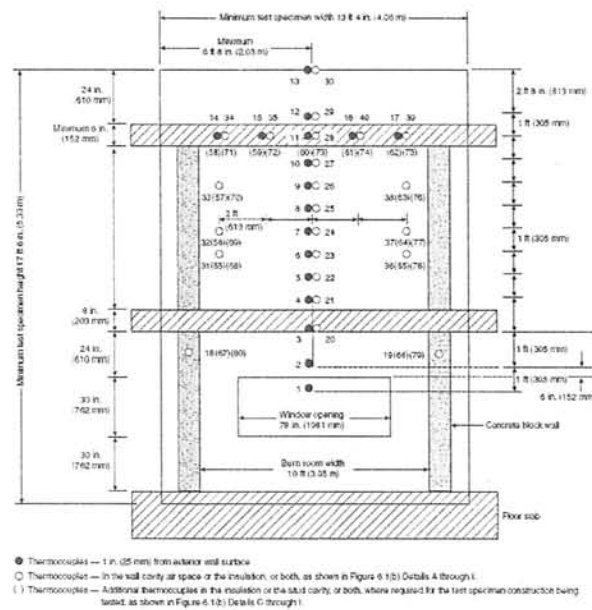 Minimum test specimen width 13 ft 4 in. (4.06 m)
Minimum
6 ft 8 in. (2.03 m)
13 30
24 in.
(610 mm)
2 ft 8 in. (813 mm)
12 29
14 34 15 35 16 40 17 39
1 ft (305 mm)
Minimum 6 in.
(152 mm)
11 28
(58)(71) (59)(72) (60)(73) (61)(74) (62)(75)
10 27
9 26
33(57)(70) 38(63)(76)
8 25
2 ft
(613 mm)
7 24
1 ft (305 mm)
32(56)(69) 37(64)(77)
6 23
5 22
4 21
Minimum test specimen height 17 ft 6 in. (5.33 m)
8 in.
(203 mm)
3 20
24 in.
(610 mm)
18(67)(80) 19(66)(79)
1 ft (305 mm)
2
1
1 ft (305 mm)
6 in. (152 mm)
30 in.
(762 mm)
Window opening
78 in. (1981 mm)
Concrete block wall
30 in.
(762 mm)
Burn room width
10 ft (3.05 m)
Floor slab
Thermocouples — 1 in. (25 mm) from exterior wall surface
Thermocouples — In the wall cavity air space or the insulation, or both, as shown in Figure 6.1(b) Details A through I.
( ) Thermocouples — Additional thermocouples in the insulation or the stud cavity, or both, where required for the test specimen construction being
tested, as shown in Figure 6.1(b) Details C through I.